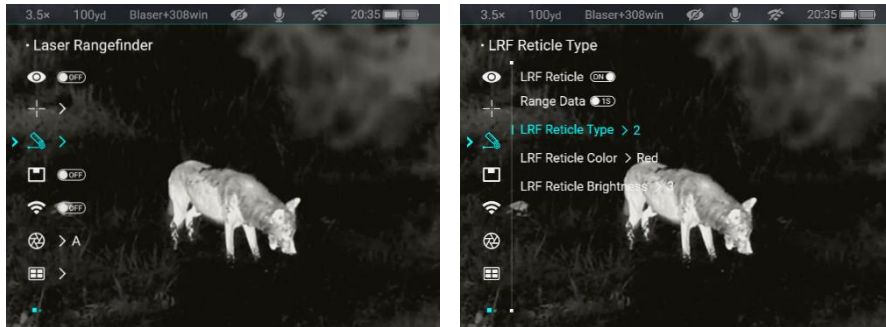 3.5× 100yd Blaser+308win 20:35
· Laser Rangefinder
OFF
>
>
OFF
OFF
> A
>
3.5× 100yd Blaser+308win 20:35
· LRF Reticle Type
LRF Reticle ON
Range Data 1S
LRF Reticle Type > 2
LRF Reticle Color > Red
LRF Reticle Brightness > 3